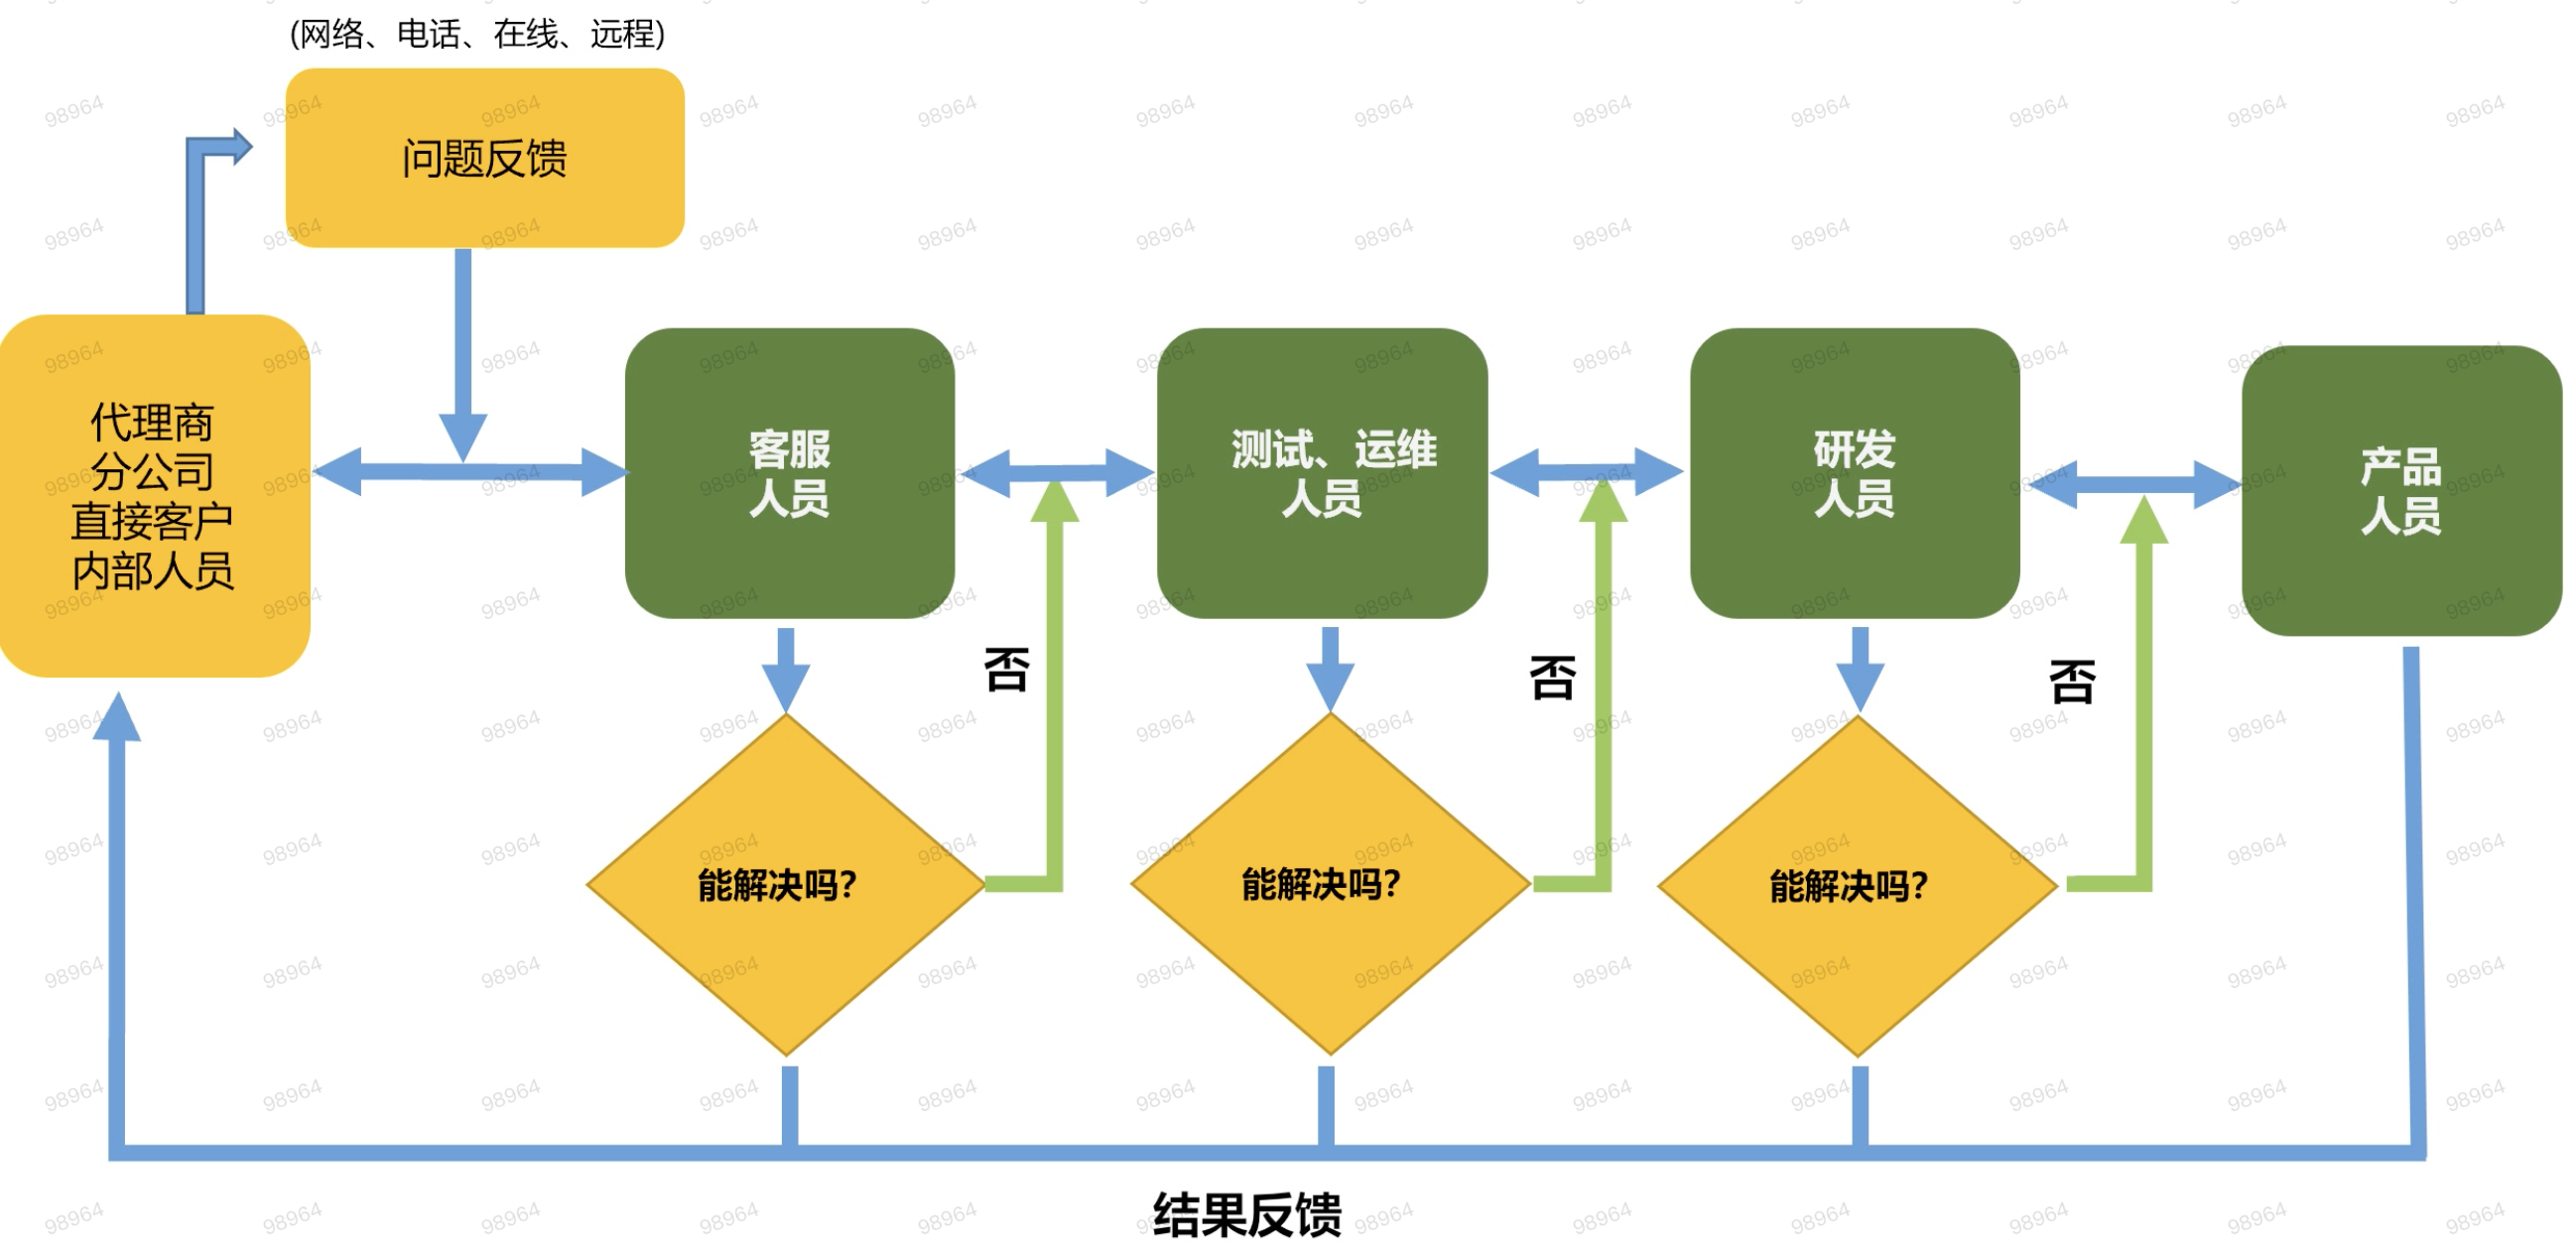 (网络、电话、在线、远程)
问题反馈
代理商
分公司
直接客户
内部人员
客服
人员
测试、运维
人员
研发
人员
产品
人员
否
否
否
能解决吗?
能解决吗?
能解决吗?
结果反馈
98964